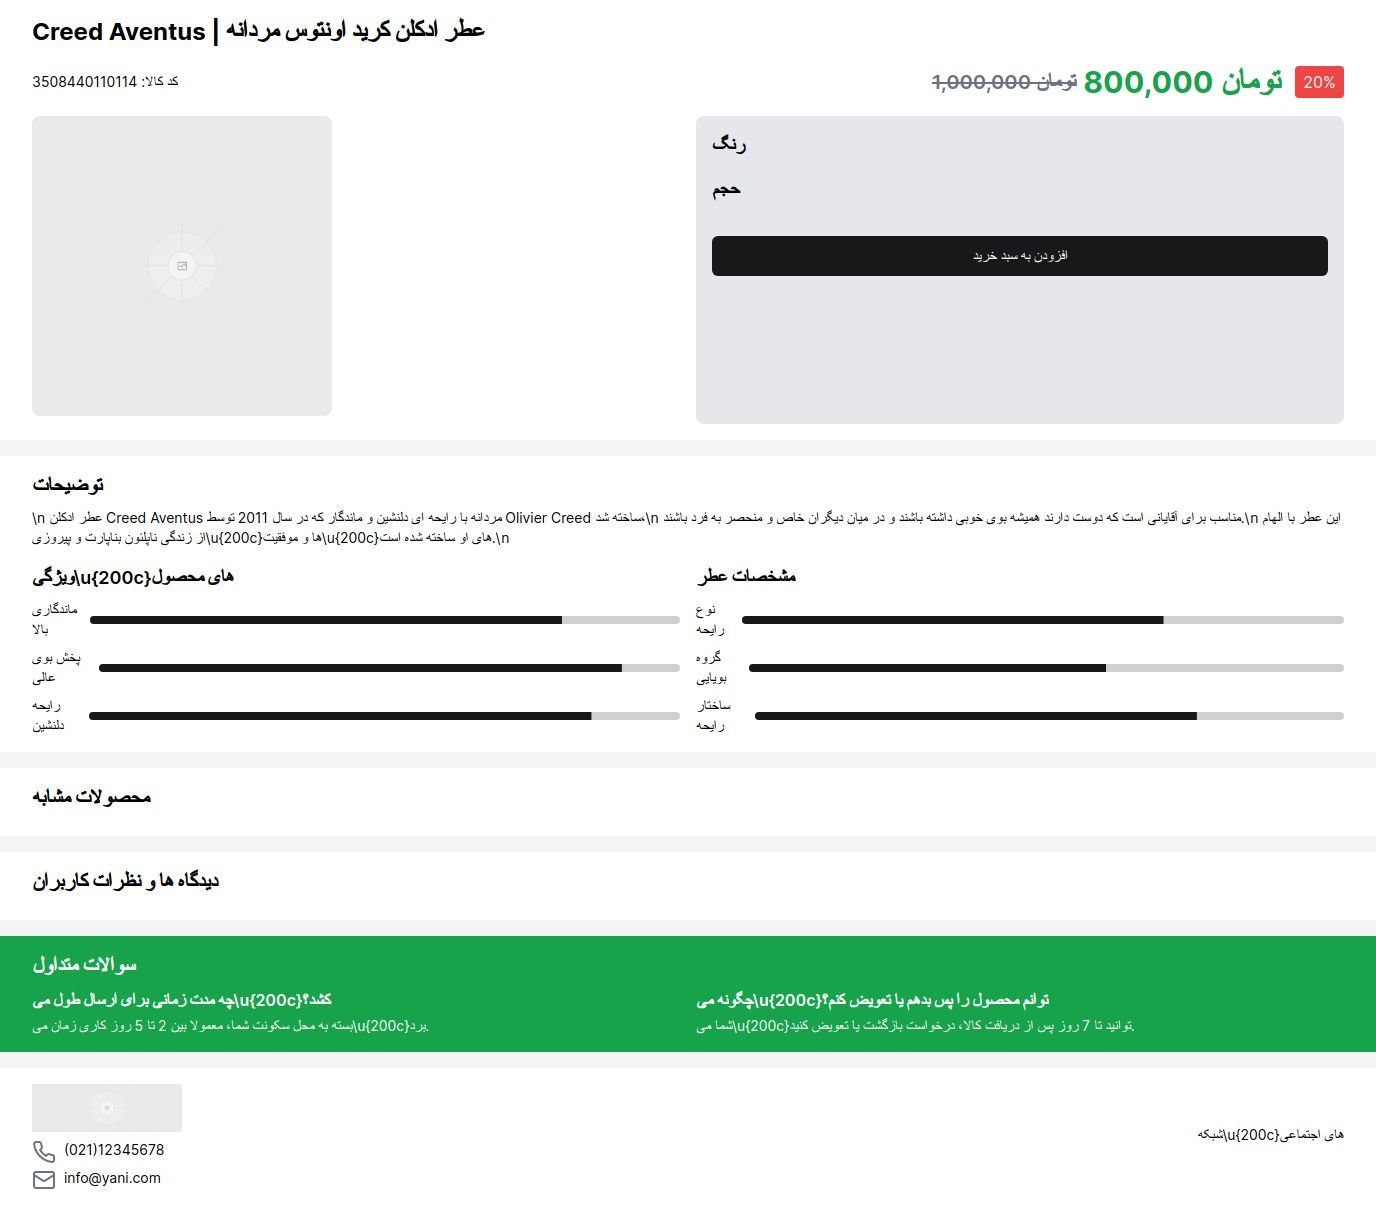 عطر ادکلن کرید اونتوس مردانه | Creed Aventus
کد کالا: 3508440110114
20%
800,000 تومان
1,000,000 تومان
رنگ
حجم
افزودن به سبد خرید
توضیحات
\n عطر ادکلن Creed Aventus مردانه با رایحه ای دلنشین و ماندگار که در سال 2011 توسط Olivier Creed ساخته شد،\n مناسب برای آقایانی است که دوست دارند همیشه بوی خوبی داشته باشند و در میان دیگران خاص و منحصر به فرد باشند.\n این عطر با الهام
از زندگی ناپلئون بناپارت و پیروزی\u{200c}ها و موفقیت\u{200c}های او ساخته شده است.\n
ویژگی\u{200c}های محصول
ماندگاری
بالا
پخش بوی
عالی
رایحه
دلنشین
مشخصات عطر
نوع
رایحه
گروه
بویایی
ساختار
رایحه
محصولات مشابه
دیدگاه ها و نظرات کاربران
سوالات متداول
چه مدت زمانی برای ارسال طول می\u{200c}کشد؟
بسته به محل سکونت شما، معمولا بین 2 تا 5 روز کاری زمان می\u{200c}برد.
چگونه می\u{200c}توانم محصول را پس بدهم یا تعویض کنم؟
شما می\u{200c}توانید تا 7 روز پس از دریافت کالا، درخواست بازگشت یا تعویض کنید.
(021)12345678
info@yani.com
شبکه\u{200c}های اجتماعی